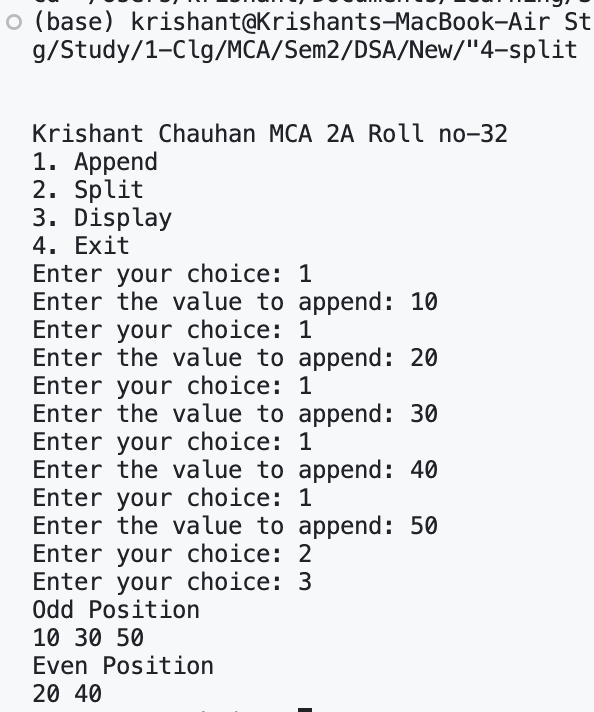 (base) krishant@Krishants-MacBook-Air St
g/Study/1-Clg/MCA/Sem2/DSA/New/"4-split
Krishant Chauhan MCA 2A Roll no-32
1. Append
2. Split
3. Display
4. Exit
Enter your choice: 1
Enter the value to append: 10
Enter your choice: 1
Enter the value to append: 20
Enter your choice: 1
Enter the value to append: 30
Enter your choice: 1
Enter the value to append: 40
Enter your choice: 1
Enter the value to append: 50
Enter your choice: 2
Enter your choice: 3
Odd Position
10 30 50
Even Position
20 40